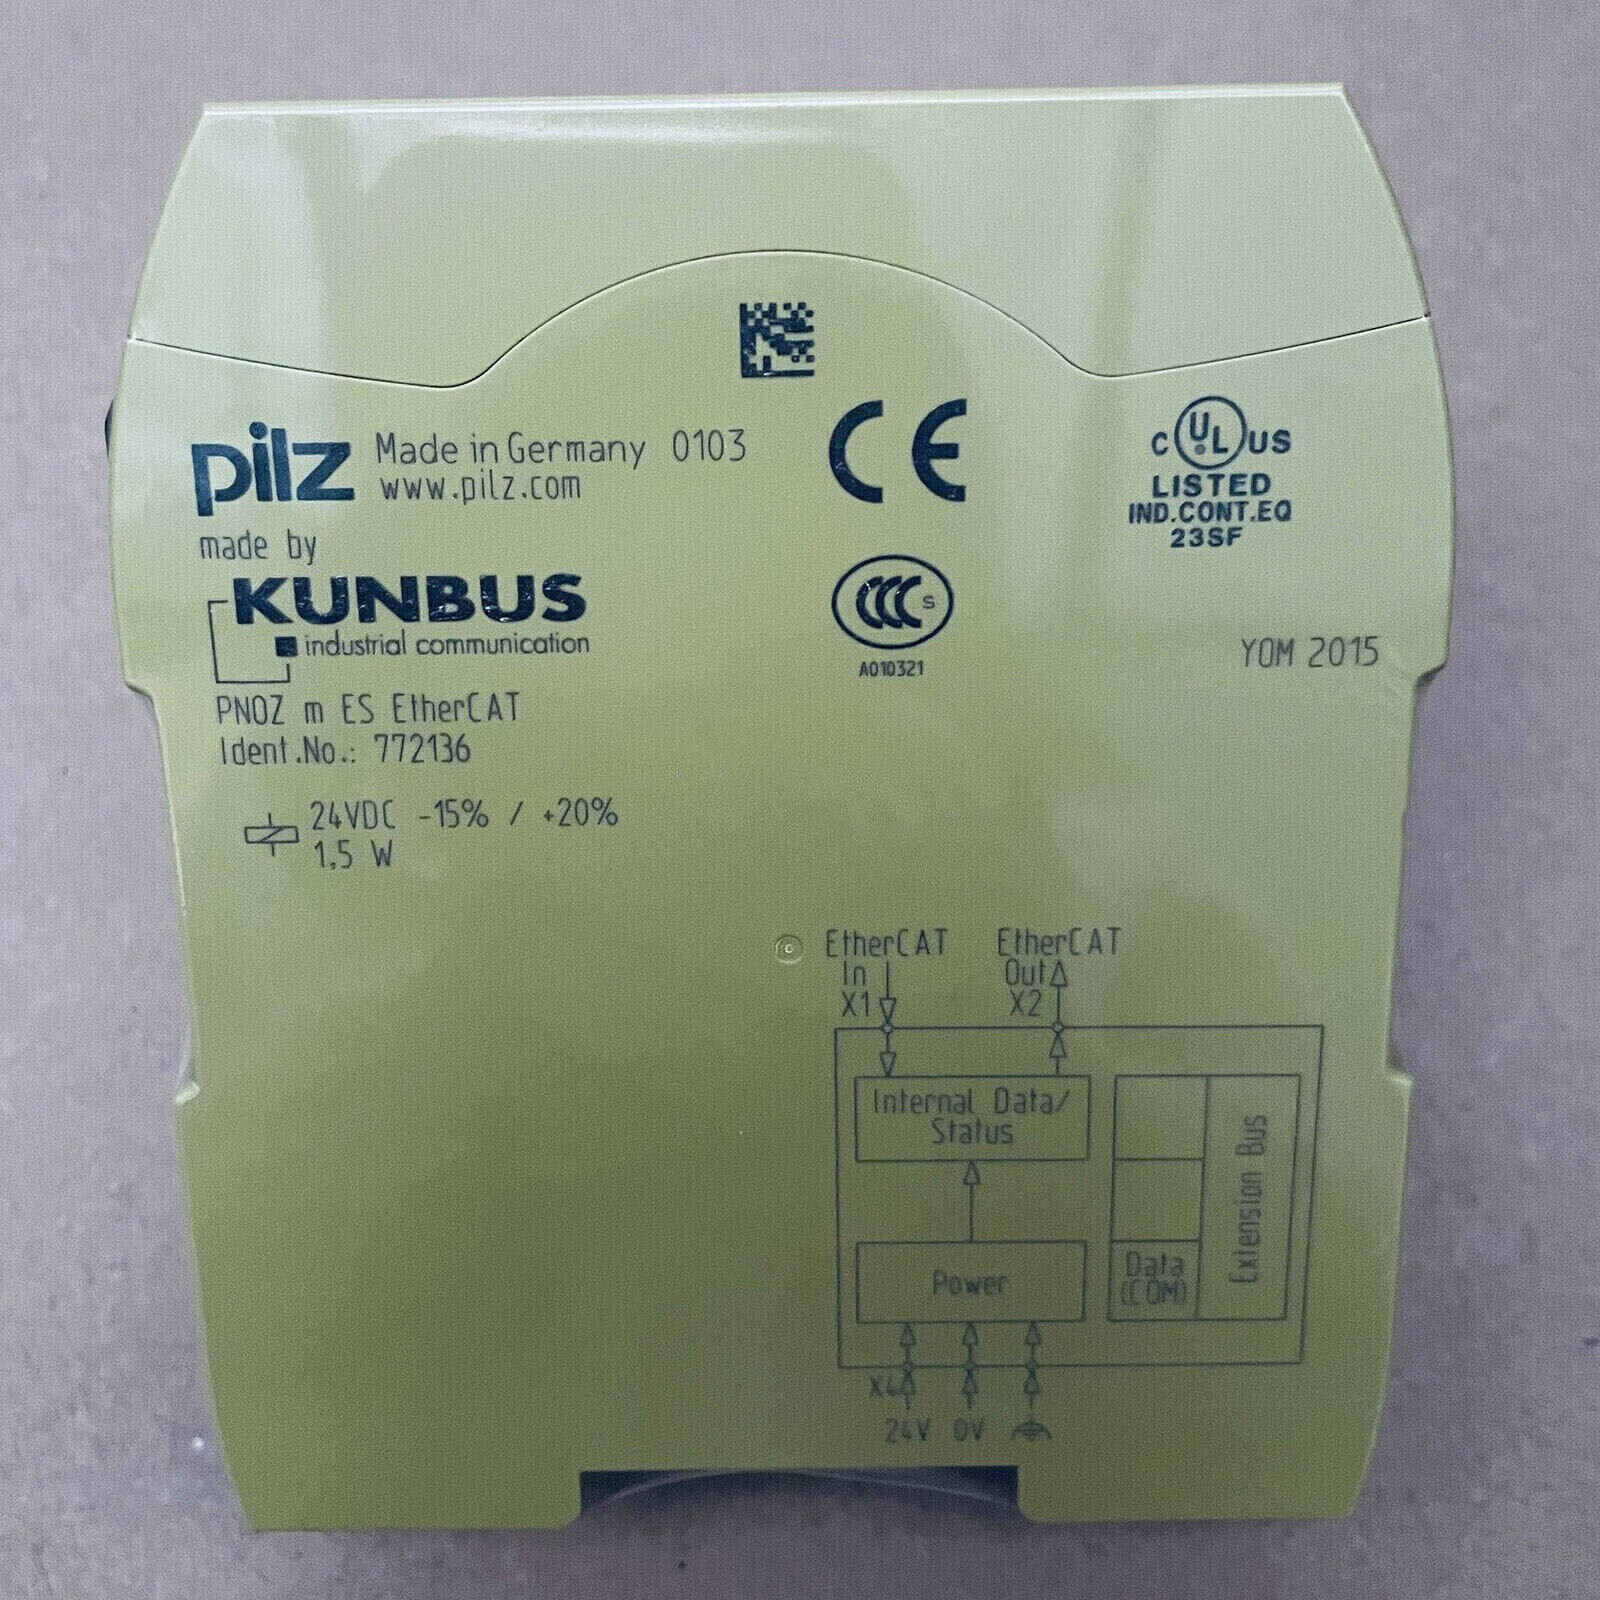 pilz Made in Germany 0103
www.pilz.com
made by
KUNBUS
industrial communication
PNOZ m ES EtherCAT
Ident.No.: 772136
24VDC -15% / +20%
1,5 W
CE
C UL US
LISTED
IND.CONT.EQ
23SF
CCC S
A010321
YOM 2015
EtherCAT EtherCAT
In Out
X1 X2
Internal Data/
Status
Power
Data
(COM)
Extension Bus
X4
24V 0V